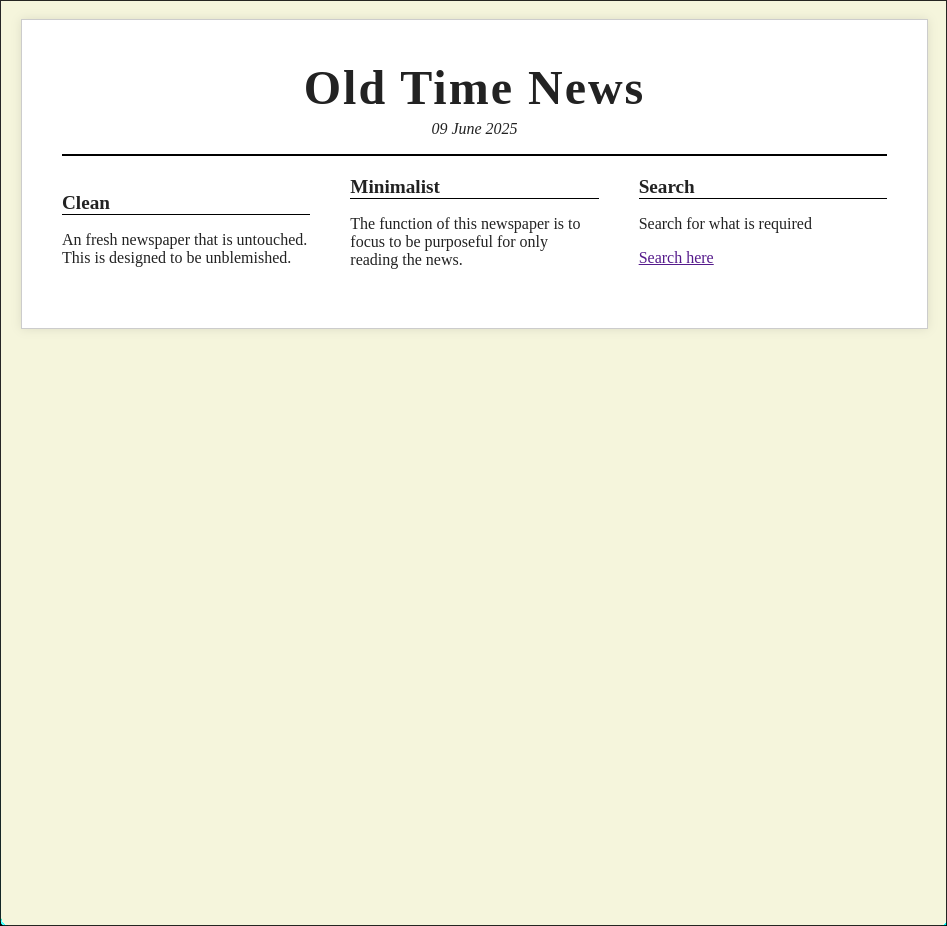 Old Time News
09 June 2025
Clean
An fresh newspaper that is untouched.
This is designed to be unblemished.
Minimalist
The function of this newspaper is to
focus to be purposeful for only
reading the news.
Search
Search for what is required
Search here